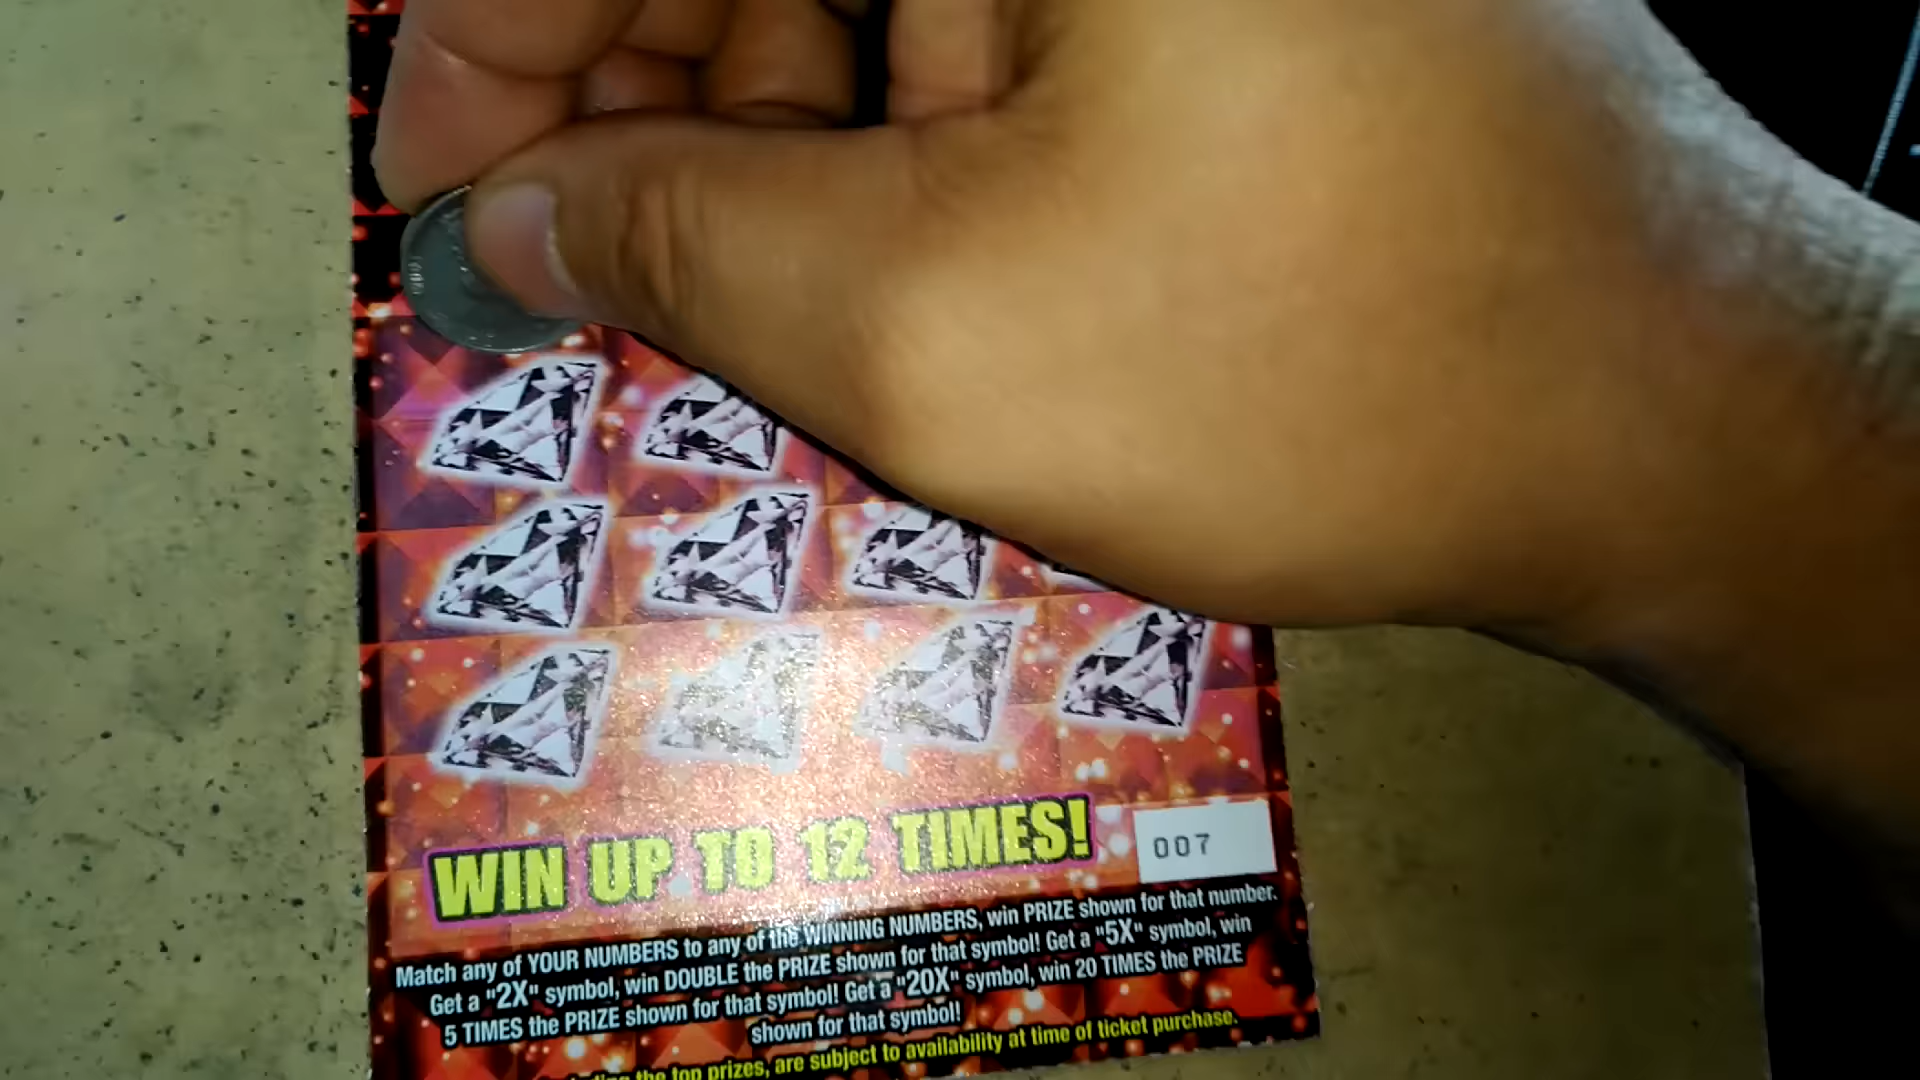 WIN UP TO 12 TIMES!
007
Match any of YOUR NUMBERS to any of the WINNING NUMBERS, win PRIZE shown for that number.
Get a "2X" symbol, win DOUBLE the PRIZE shown for that symbol! Get a "5X" symbol, win
5 TIMES the PRIZE shown for that symbol! Get a "20X" symbol, win 20 TIMES the PRIZE
shown for that symbol!
the top prizes, are subject to availability at time of ticket purchase.